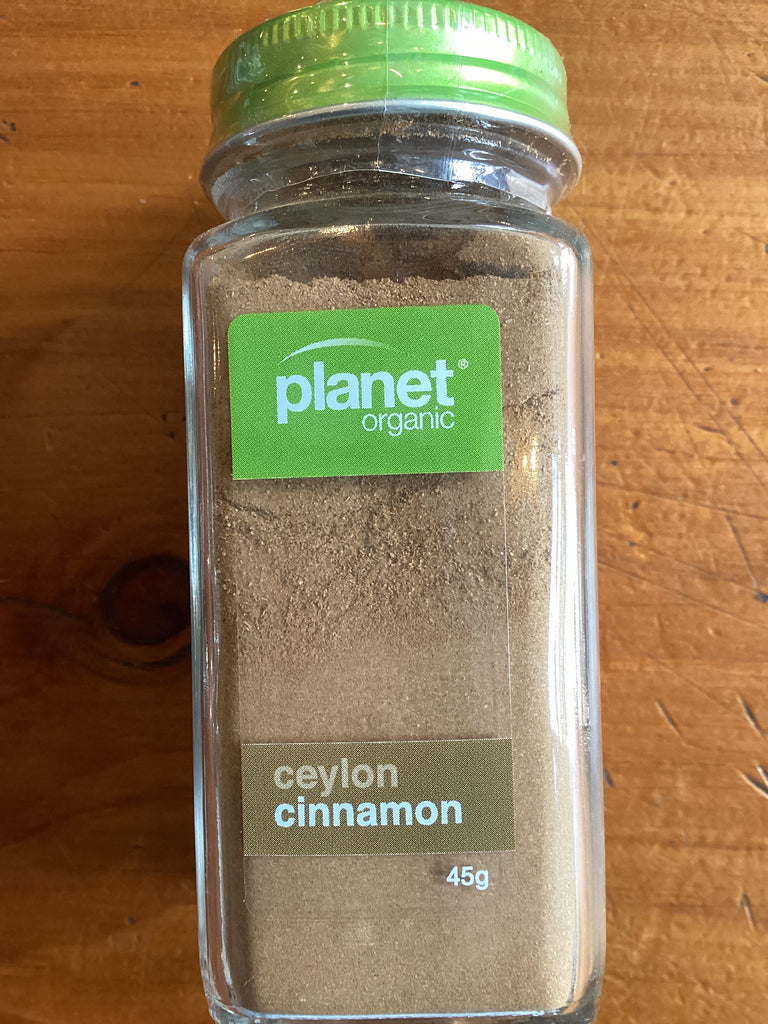 planet®
organic
ceylon
cinnamon
45g